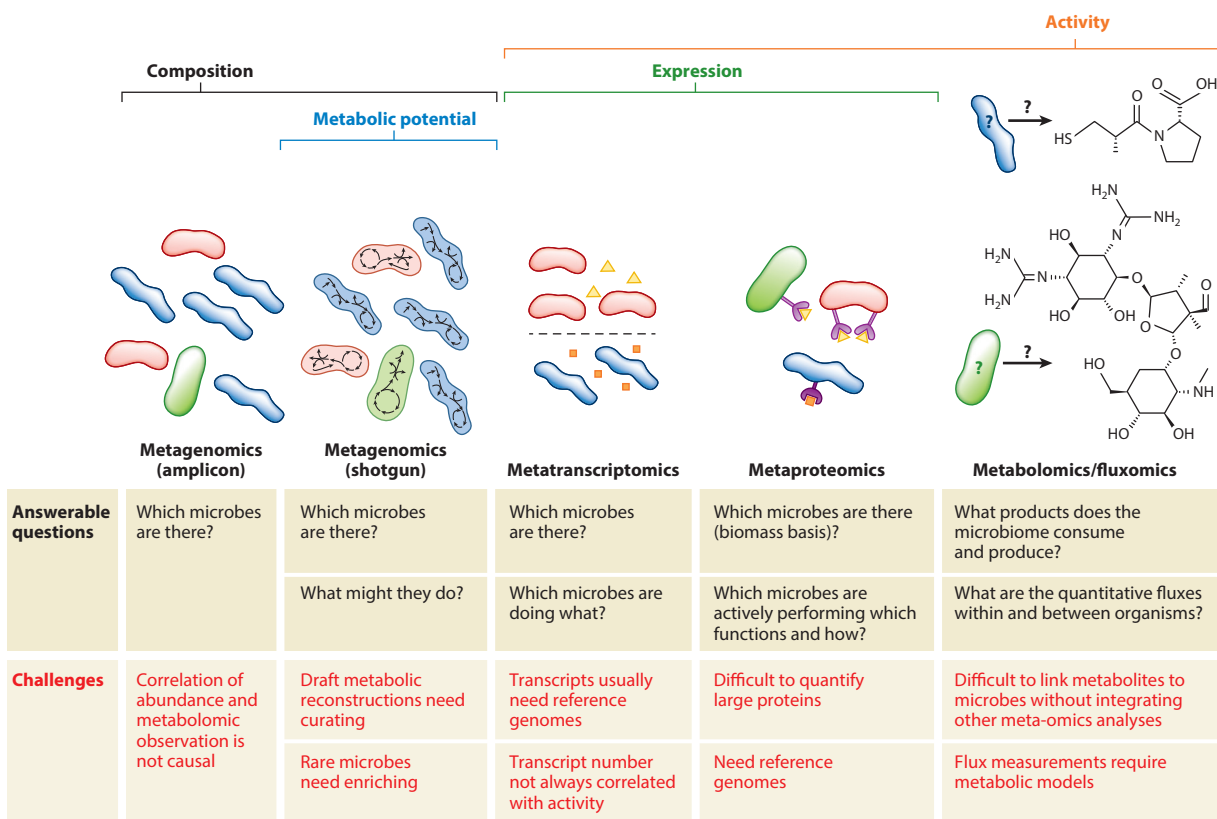 Activity
Composition
Expression
Metabolic potential
?
?
O
O
OH
HS
N
H₂N
NH₂
N
HO
H₂N
N
H₂N
HO
OH
O
O
O
O
?
?
HO
NH
HO
OH
Metagenomics
(amplicon)
Metagenomics
(shotgun)
Metatranscriptomics
Metaproteomics
Metabolomics/fluxomics
Answerable
questions
Which microbes
are there?
Which microbes
are there?
Which microbes
are there?
Which microbes are there
(biomass basis)?
What products does the
microbiome consume
and produce?
What might they do?
Which microbes are
doing what?
Which microbes are
actively performing which
functions and how?
What are the quantitative fluxes
within and between organisms?
Challenges
Correlation of
abundance and
metabolomic
observation is
not causal
Draft metabolic
reconstructions need
curating
Transcripts usually
need reference
genomes
Difficult to quantify
large proteins
Difficult to link metabolites to
microbes without integrating
other meta-omics analyses
Rare microbes
need enriching
Transcript number
not always correlated
with activity
Need reference
genomes
Flux measurements require
metabolic models